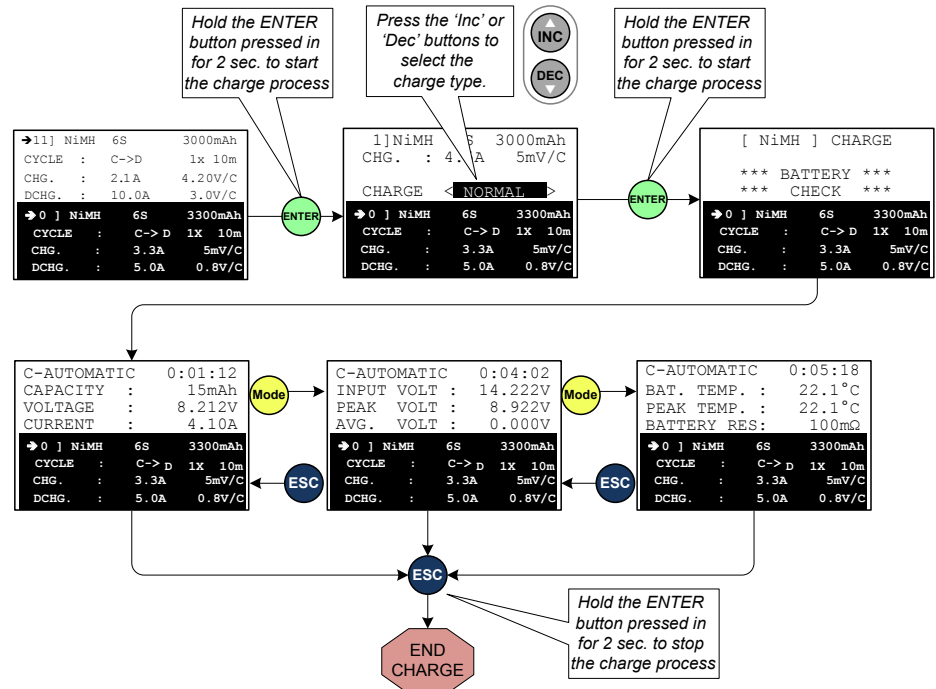 Hold the ENTER
button pressed in
for 2 sec. to start
the charge process
Press the ‘Inc’ or
‘Dec’ buttons to
select the
charge type.
INC
DEC
Hold the ENTER
button pressed in
for 2 sec. to start
the charge process
➔11] NiMH 6S 3000mAh
CYCLE : C->D 1x 10m
CHG. : 2.1A 4.20V/C
DCHG. : 10.0A 3.0V/C
➔0 ] NiMH 6S 3300mAh
CYCLE : C-> D 1X 10m
CHG. : 3.3A 5mV/C
DCHG. : 5.0A 0.8V/C
ENTER
1]NiMH S 3000mAh
CHG. : 4. A 5mV/C
CHARGE < NORMAL >
➔0 ] NiMH 6S 3300mAh
CYCLE : C-> D 1X 10m
CHG. : 3.3A 5mV/C
DCHG. : 5.0A 0.8V/C
ENTER
[ NiMH ] CHARGE
*** BATTERY ***
*** CHECK ***
➔0 ] NiMH 6S 3300mAh
CYCLE : C-> D 1X 10m
CHG. : 3.3A 5mV/C
DCHG. : 5.0A 0.8V/C
C-AUTOMATIC 0:01:12
CAPACITY : 15mAh
VOLTAGE : 8.212V
CURRENT : 4.10A
➔0 ] NiMH 6S 3300mAh
CYCLE : C-> D 1X 10m
CHG. : 3.3A 5mV/C
DCHG. : 5.0A 0.8V/C
Mode
ESC
C-AUTOMATIC 0:04:02
INPUT VOLT : 14.222V
PEAK VOLT : 8.922V
AVG. VOLT : 0.000V
➔0 ] NiMH 6S 3300mAh
CYCLE : C-> D 1X 10m
CHG. : 3.3A 5mV/C
DCHG. : 5.0A 0.8V/C
Mode
ESC
C-AUTOMATIC 0:05:18
BAT. TEMP. : 22.1°C
PEAK TEMP. : 22.1°C
BATTERY RES: 100mΩ
➔0 ] NiMH 6S 3300mAh
CYCLE : C-> D 1X 10m
CHG. : 3.3A 5mV/C
DCHG. : 5.0A 0.8V/C
ESC
Hold the ENTER
button pressed in
for 2 sec. to stop
the charge process
END
CHARGE